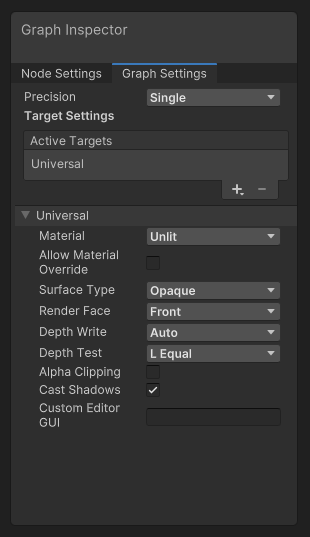 Graph Inspector
Node Settings Graph Settings
Precision Single
Target Settings
Active Targets
Universal
Universal
Material Unlit
Allow Material
Override
Surface Type Opaque
Render Face Front
Depth Write Auto
Depth Test L Equal
Alpha Clipping
Cast Shadows
Custom Editor
GUI